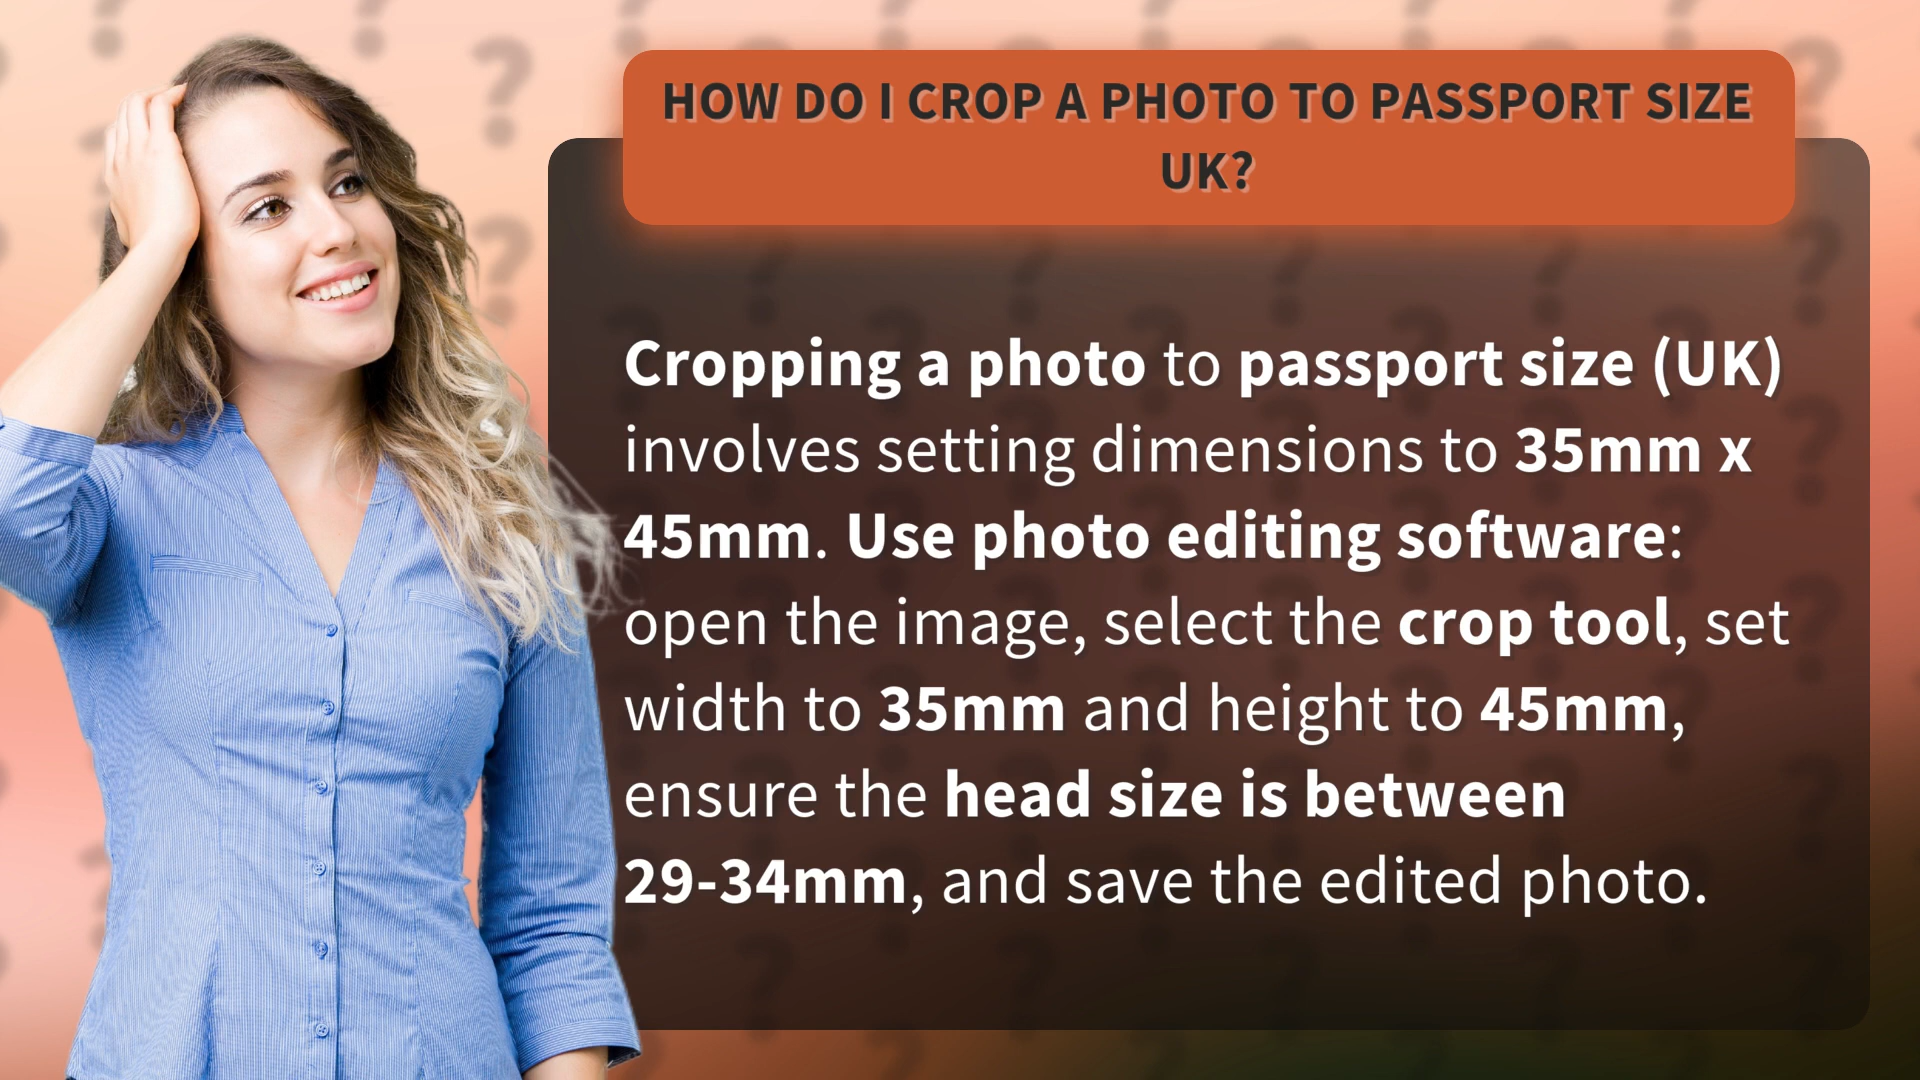 HOW DO I CROP A PHOTO TO PASSPORT SIZE
UK?
Cropping a photo to passport size (UK)
involves setting dimensions to 35mm x
45mm. Use photo editing software:
open the image, select the crop tool, set
width to 35mm and height to 45mm,
ensure the head size is between
29-34mm, and save the edited photo.